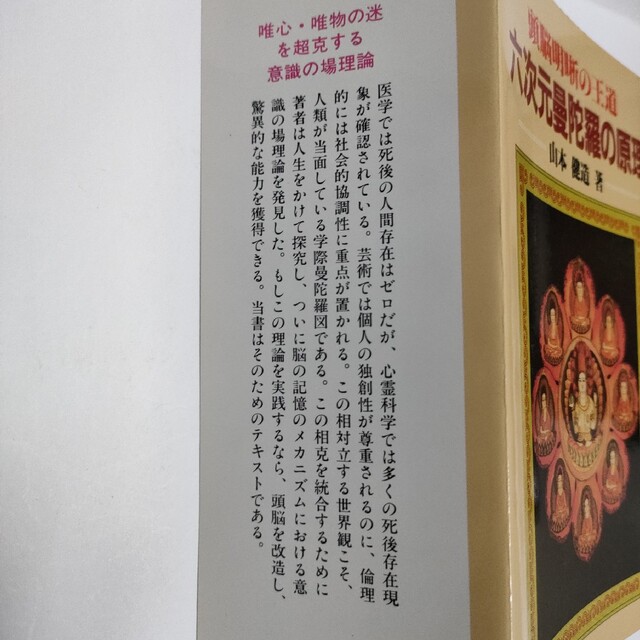 唯心・唯物の迷
を超克する
意識の場理論
医学では死後の人間存在はゼロだが、心霊科学では多くの死後存在現
象が確認されている。芸術では個人の独創性が尊重されるのに、倫理
的には社会的協調性に重点が置かれる。この相対立する世界観こそ、
人類が当面している学際曼陀羅図である。この相克を統合するために
著者は人生をかけて探究し、ついに脳の記憶のメカニズムにおける意
識の場理論を発見した。もしこの理論を実践するなら、頭脳を改造し、
驚異的な能力を獲得できる。当書はそのためのテキストである。
頭脳明晰の王道
六次元曼陀羅の原理
山本 健造 著